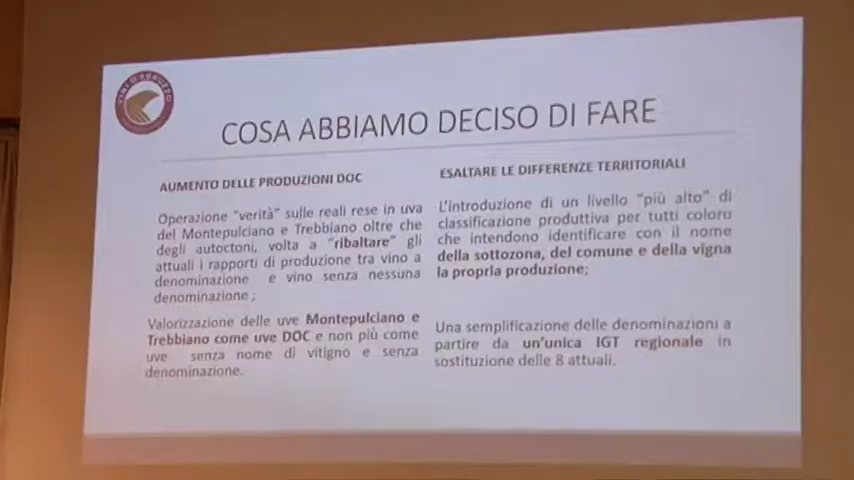 VINI D'ABRUZZO
COSA ABBIAMO DECISO DI FARE
AUMENTO DELLE PRODUZIONI DOC
Operazione "verità" sulle reali rese in uva
del Montepulciano e Trebbiano oltre che
degli autoctoni, volta a "ribaltare" gli
attuali i rapporti di produzione tra vino a
denominazione e vino senza nessuna
denominazione ;
Valorizzazione delle uve Montepulciano e
Trebbiano come uve DOC e non più come
uve senza nome di vitigno e senza
denominazione.
ESALTARE LE DIFFERENZE TERRITORIALI
L'introduzione di un livello "più alto" di
classificazione produttiva per tutti coloro
che intendono identificare con il nome
della sottozona, del comune e della vigna
la propria produzione;
Una semplificazione delle denominazioni a
partire da un'unica IGT regionale in
sostituzione delle 8 attuali.